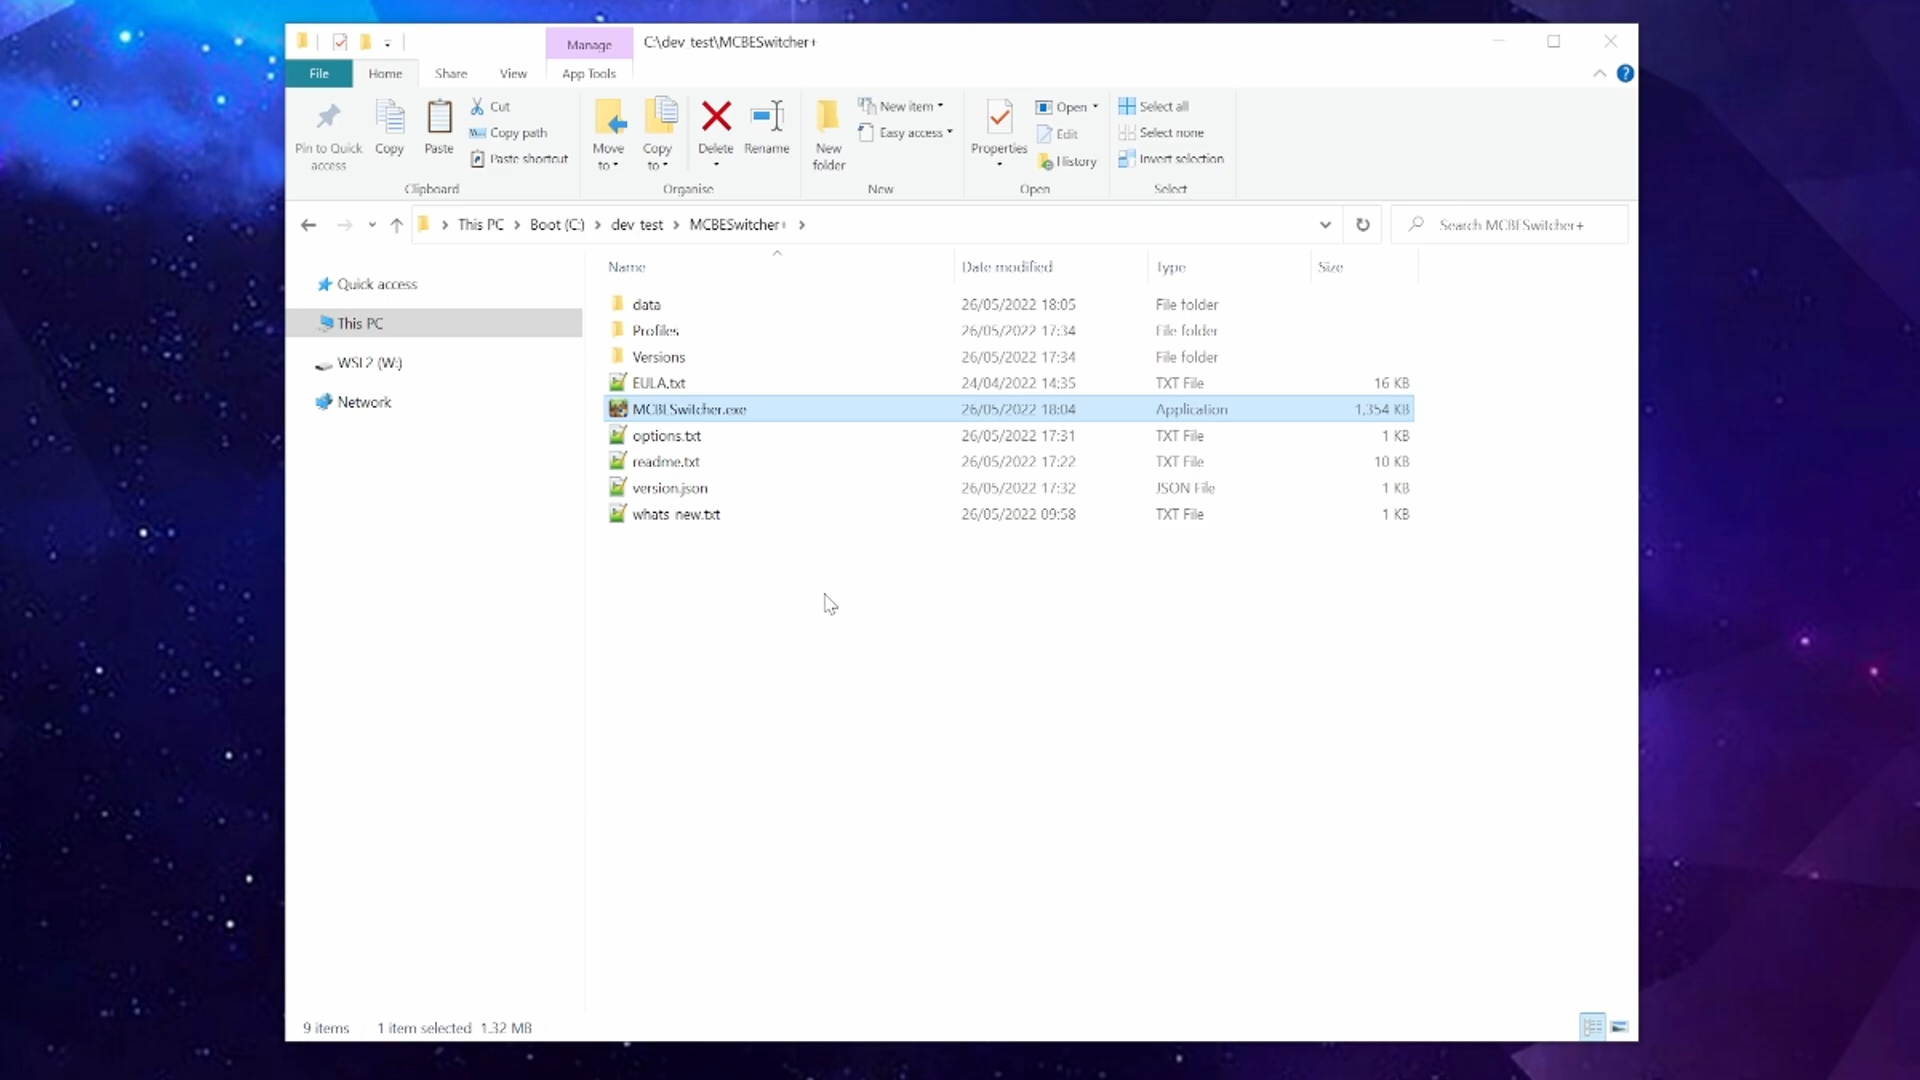 Manage C:\dev test\MCBESwitcher+
File Home Share View App Tools
Pin to Quick access
Copy
Paste
Cut
Copy path
Paste shortcut
Clipboard
Move to
Copy to
Delete
Rename
Organise
New folder
New item
Easy access
New
Properties
Open
Edit
History
Open
Select all
Select none
Invert selection
Select
This PC > Boot (C:) > dev test > MCBESwitcher+ >
Search MCBESwitcher+
Quick access
This PC
WSL2 (W:)
Network
Name Date modified Type Size
data 26/05/2022 18:05 File folder
Profiles 26/05/2022 17:34 File folder
Versions 26/05/2022 17:34 File folder
EULA.txt 24/04/2022 14:35 TXT File 16 KB
MCBESwitcher.exe 26/05/2022 18:04 Application 1,354 KB
options.txt 26/05/2022 17:31 TXT File 1 KB
readme.txt 26/05/2022 17:22 TXT File 10 KB
version.json 26/05/2022 17:32 JSON File 1 KB
whats new.txt 26/05/2022 09:58 TXT File 1 KB
9 items 1 item selected 1.32 MB